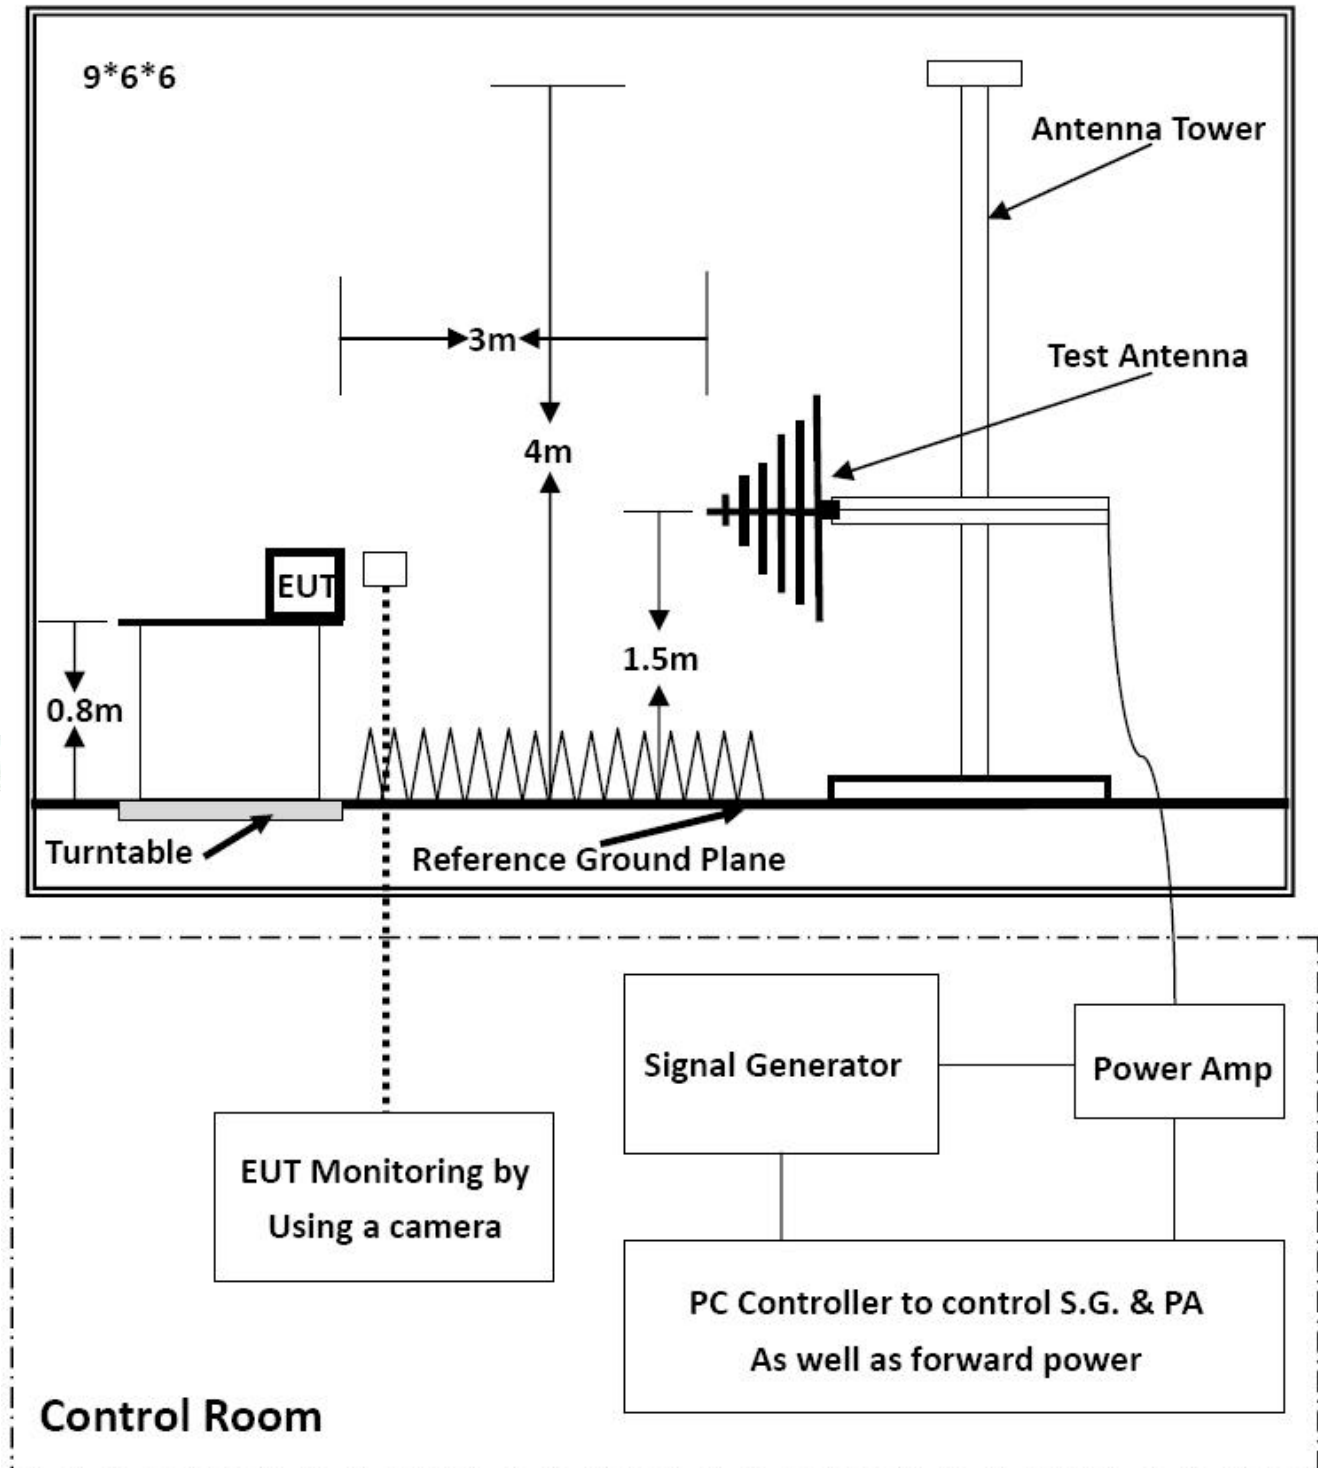 9*6*6
Antenna Tower
3m
Test Antenna
4m
EUT
1.5m
0.8m
Turntable
Reference Ground Plane
Signal Generator
Power Amp
EUT Monitoring by
Using a camera
PC Controller to control S.G. & PA
As well as forward power
Control Room